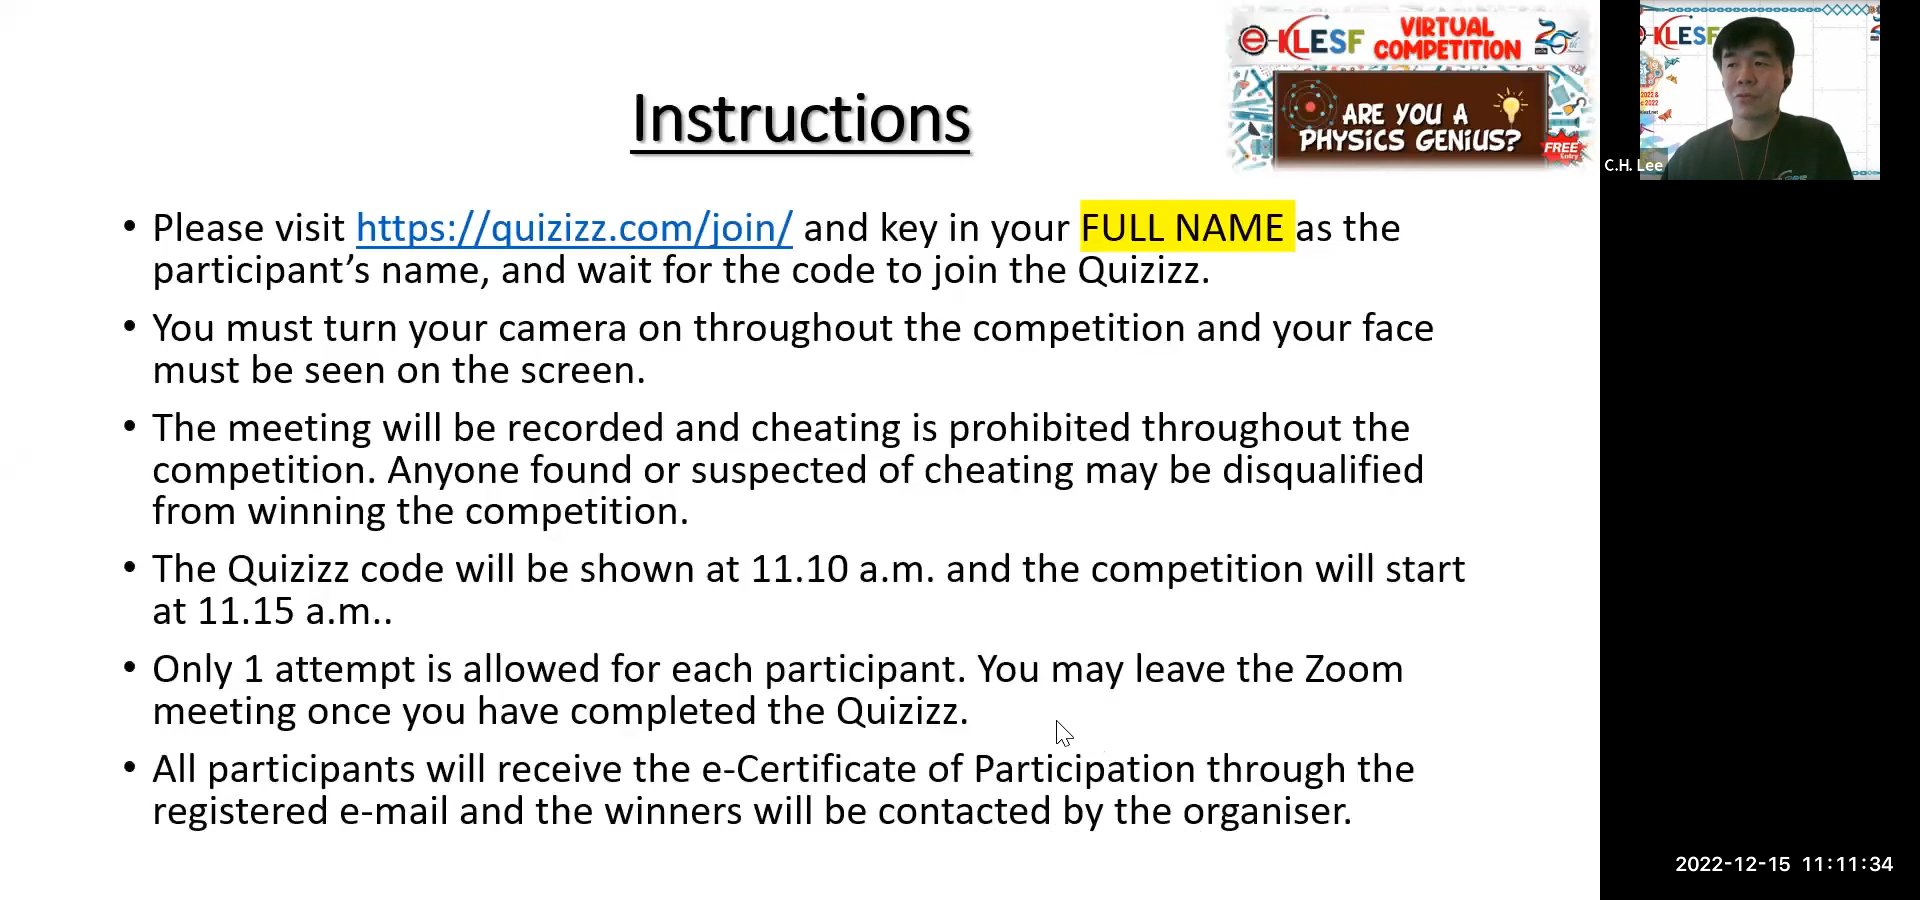 e-KLESF
VIRTUAL
COMPETITION
ARE YOU A
PHYSICS GENIUS?
FREE
Entry
Instructions
• Please visit https://quizizz.com/join/ and key in your FULL NAME as the
participant’s name, and wait for the code to join the Quizizz.
• You must turn your camera on throughout the competition and your face
must be seen on the screen.
• The meeting will be recorded and cheating is prohibited throughout the
competition. Anyone found or suspected of cheating may be disqualified
from winning the competition.
• The Quizizz code will be shown at 11.10 a.m. and the competition will start
at 11.15 a.m..
• Only 1 attempt is allowed for each participant. You may leave the Zoom
meeting once you have completed the Quizizz.
• All participants will receive the e-Certificate of Participation through the
registered e-mail and the winners will be contacted by the organiser.
KLESF
C.H. Lee
2022-12-15 11:11:34